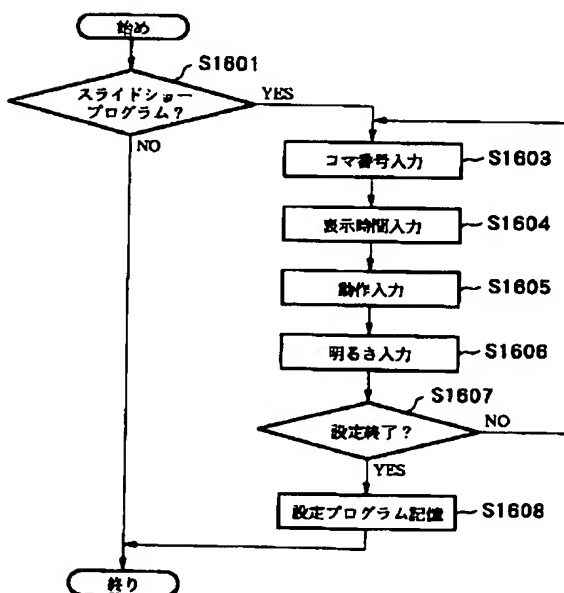 始め
S1601
スライドショー
プログラム?
YES
NO
コマ番号入力
S1603
表示時間入力
S1604
動作入力
S1605
明るさ入力
S1606
S1607
設定終了?
NO
YES
設定プログラム記憶
S1608
終り